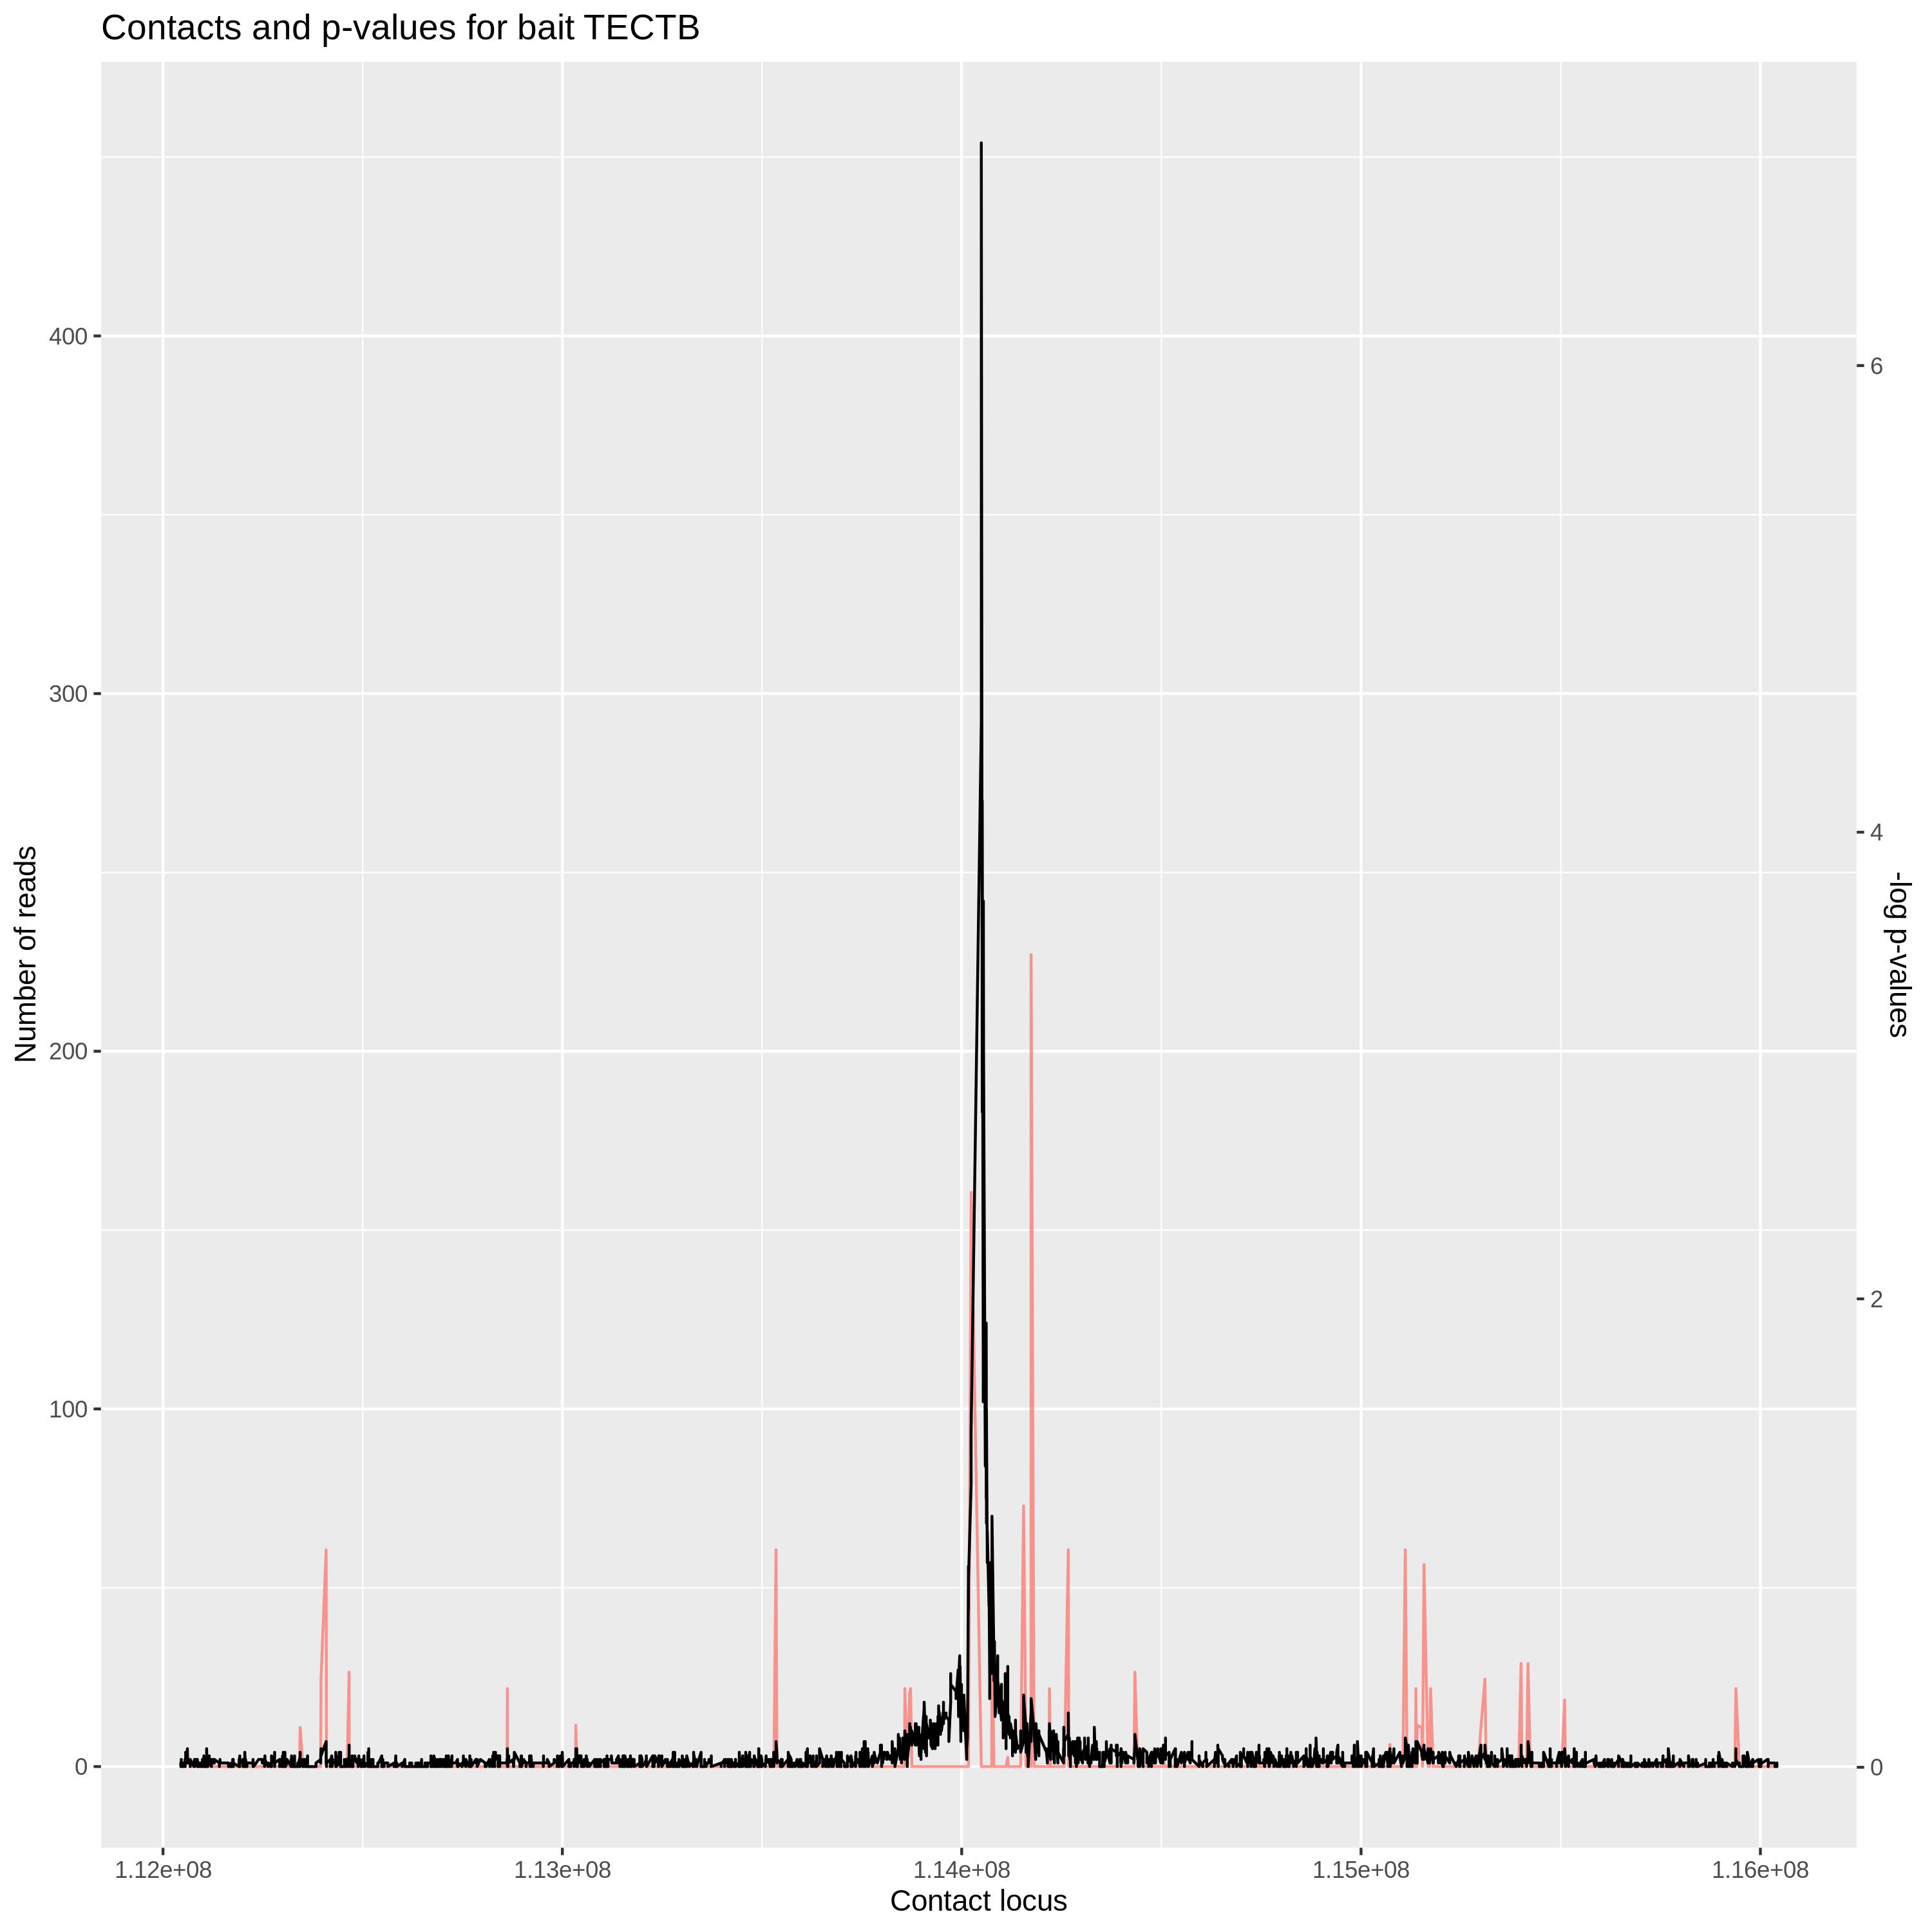 Contacts and p-values for bait TECTB
400
300
200
100
0
Number of reads
6
4
2
0
-log p-values
1.12e+08 1.13e+08 1.14e+08 1.15e+08 1.16e+08
Contact locus